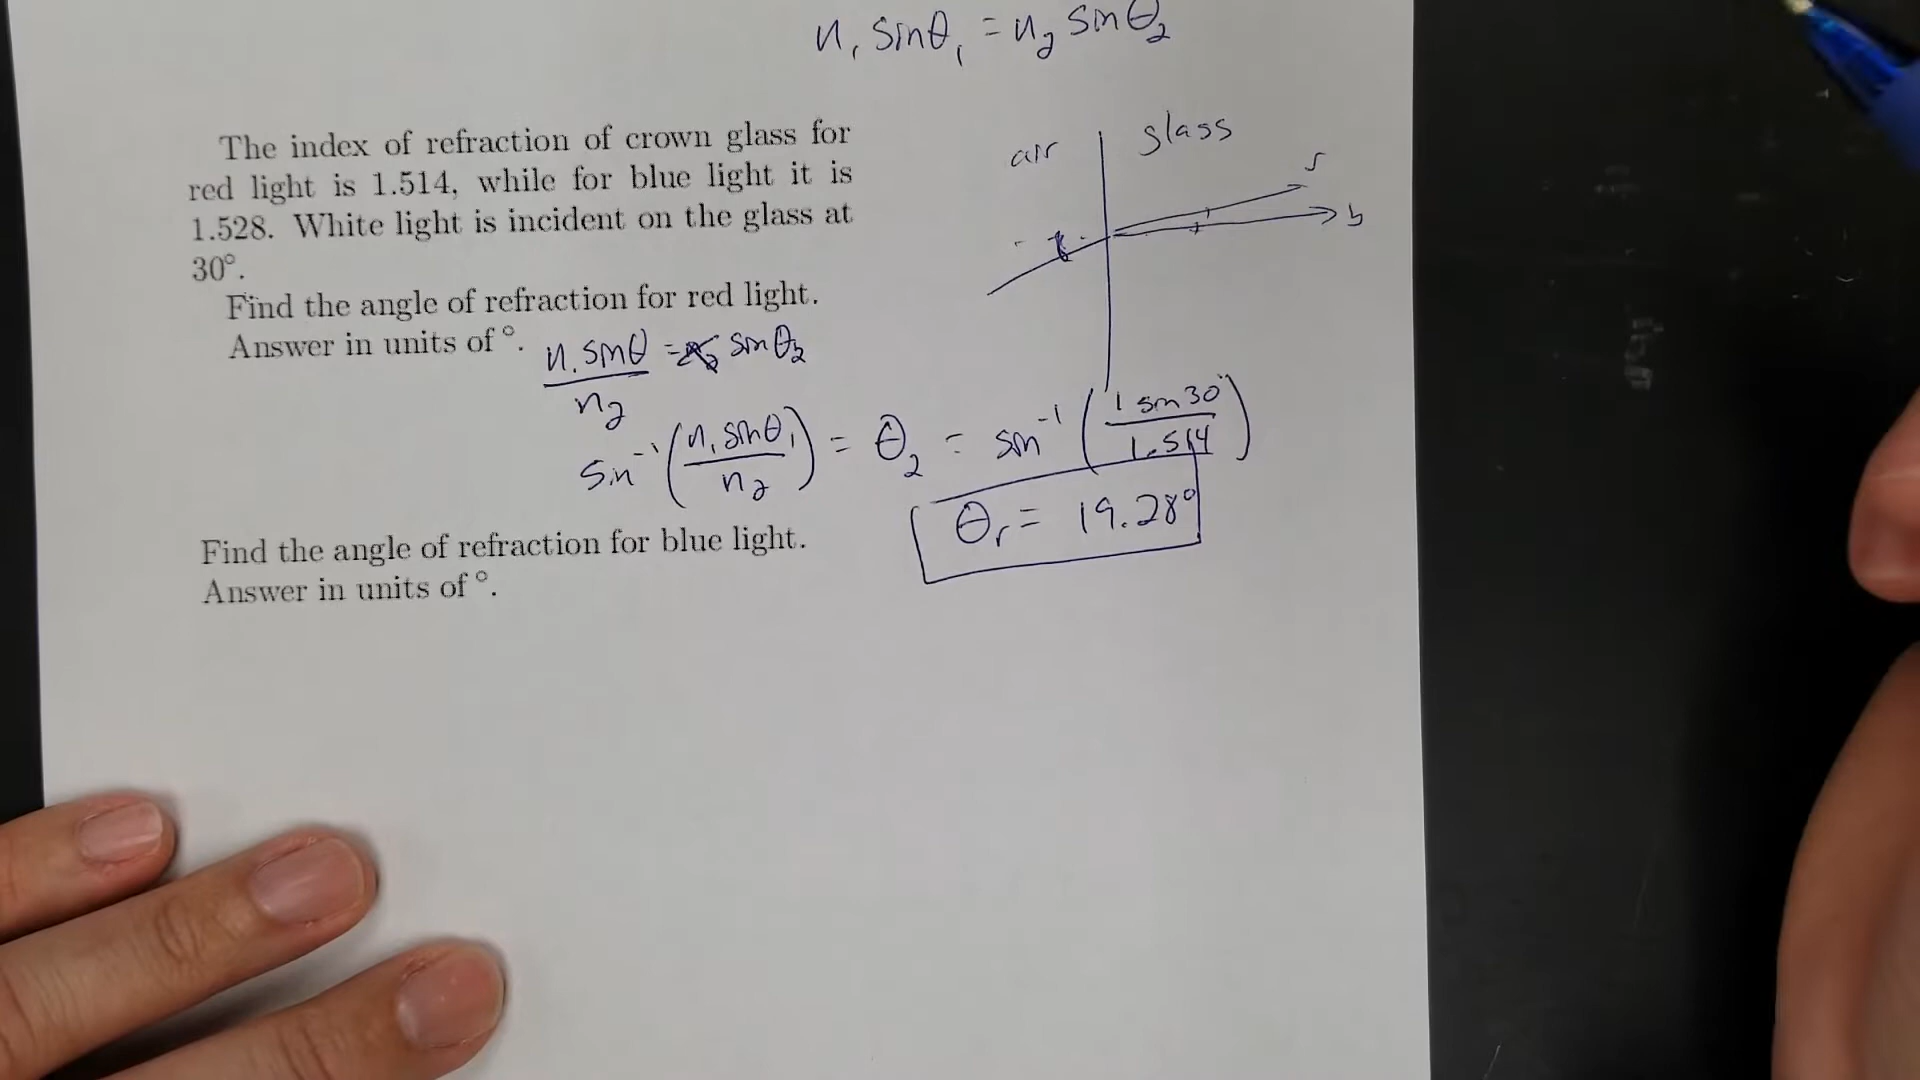 n₁ sinθ₁ = n₂ sinθ₂
The index of refraction of crown glass for
red light is 1.514, while for blue light it is
1.528. White light is incident on the glass at
30°.
Find the angle of refraction for red light.
Answer in units of °.
air
glass
r
b
n₁ sinθ / n₂ = sinθ₂
sin⁻¹(n₁ sinθ₁ / n₂) = θ₂ = sin⁻¹(1 sin30° / 1.514)
θᵣ = 19.28°
Find the angle of refraction for blue light.
Answer in units of °.